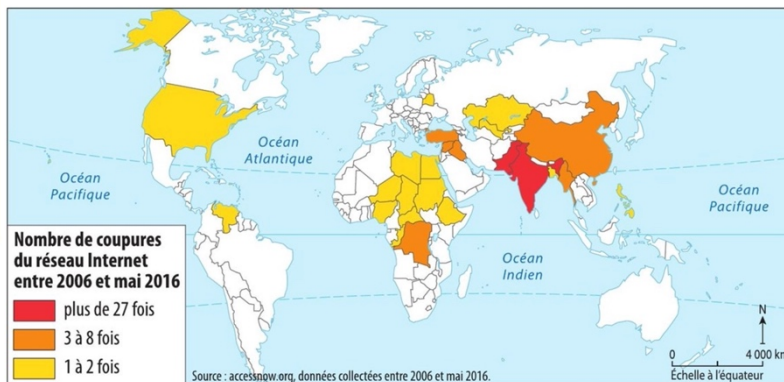 Océan
Atlantique
Océan
Pacifique
Océan
Pacifique
Océan
Indien
Nombre de coupures
du réseau Internet
entre 2006 et mai 2016
plus de 27 fois
3 à 8 fois
1 à 2 fois
N
0 4 000 km
Échelle à l'équateur
Source : accessnow.org, données collectées entre 2006 et mai 2016.